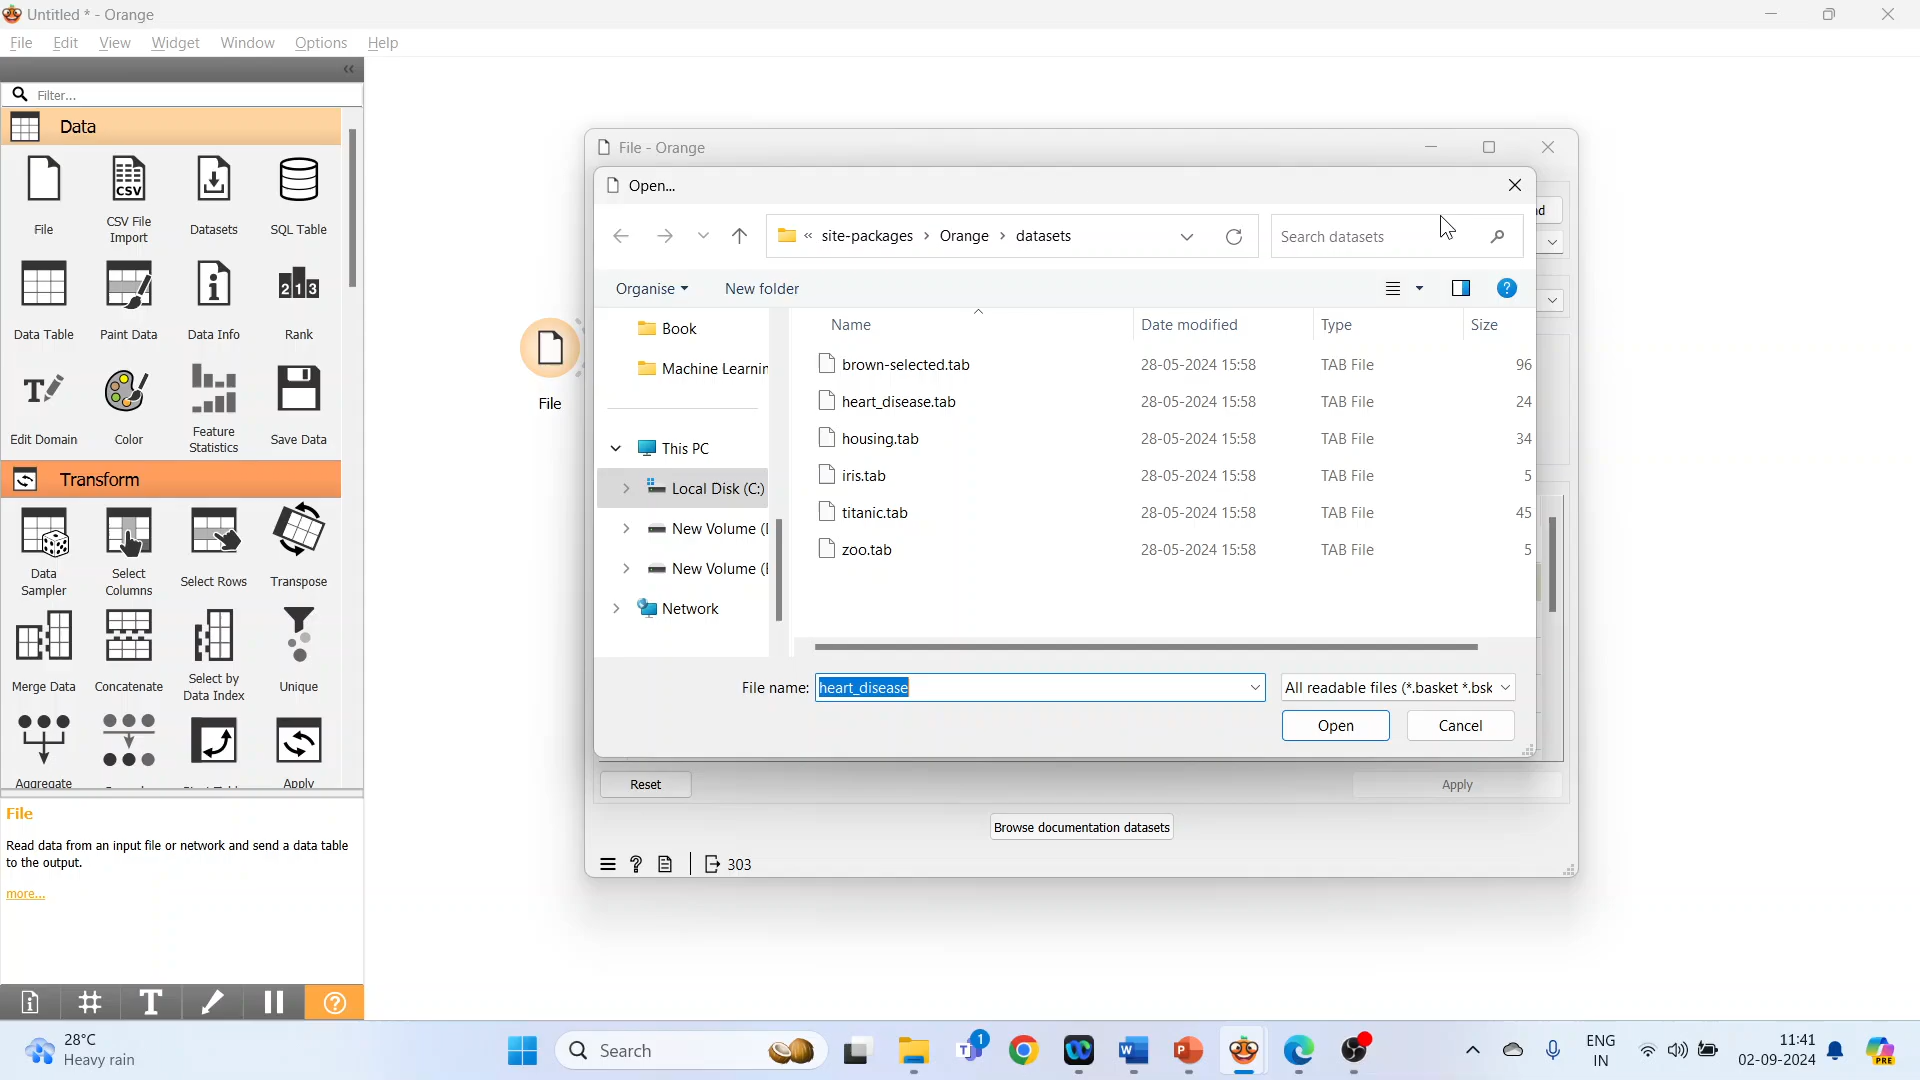 Untitled * - Orange
File Edit View Widget Window Options Help
Filter...
Data
File
CSV File Import
Datasets
SQL Table
Data Table
Paint Data
Data Info
Rank
Edit Domain
Color
Feature Statistics
Save Data
Transform
Data Sampler
Select Columns
Select Rows
Transpose
Merge Data
Concatenate
Select by Data Index
Unique
Aggregate
Apply
File
Read data from an input file or network and send a data table
to the output.
more...
File
File - Orange
Open...
« site-packages › Orange › datasets
Search datasets
Organise
New folder
Book
Machine Learnin
This PC
Local Disk (C:)
New Volume (
New Volume (
Network
Name Date modified Type Size
brown-selected.tab 28-05-2024 15:58 TAB File 96
heart_disease.tab 28-05-2024 15:58 TAB File 24
housing.tab 28-05-2024 15:58 TAB File 34
iris.tab 28-05-2024 15:58 TAB File 5
titanic.tab 28-05-2024 15:58 TAB File 45
zoo.tab 28-05-2024 15:58 TAB File 5
File name: heart_disease
All readable files (*.basket *.bsk
Open
Cancel
Reset
Apply
Browse documentation datasets
303
28°C
Heavy rain
Search
1
ENG
IN
11:41
02-09-2024
PRE